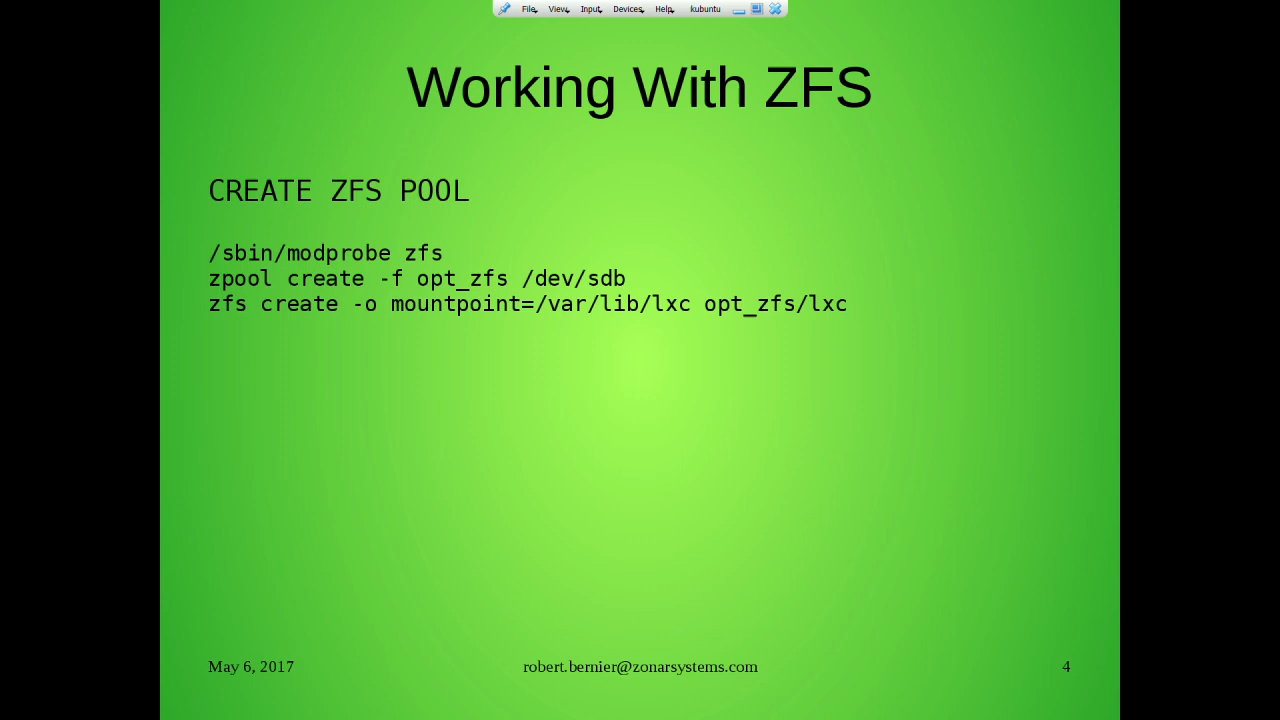 File View Input Devices Help kubuntu
Working With ZFS
CREATE ZFS POOL
/sbin/modprobe zfs
zpool create -f opt_zfs /dev/sdb
zfs create -o mountpoint=/var/lib/lxc opt_zfs/lxc
May 6, 2017 robert.bernier@zonarsystems.com 4